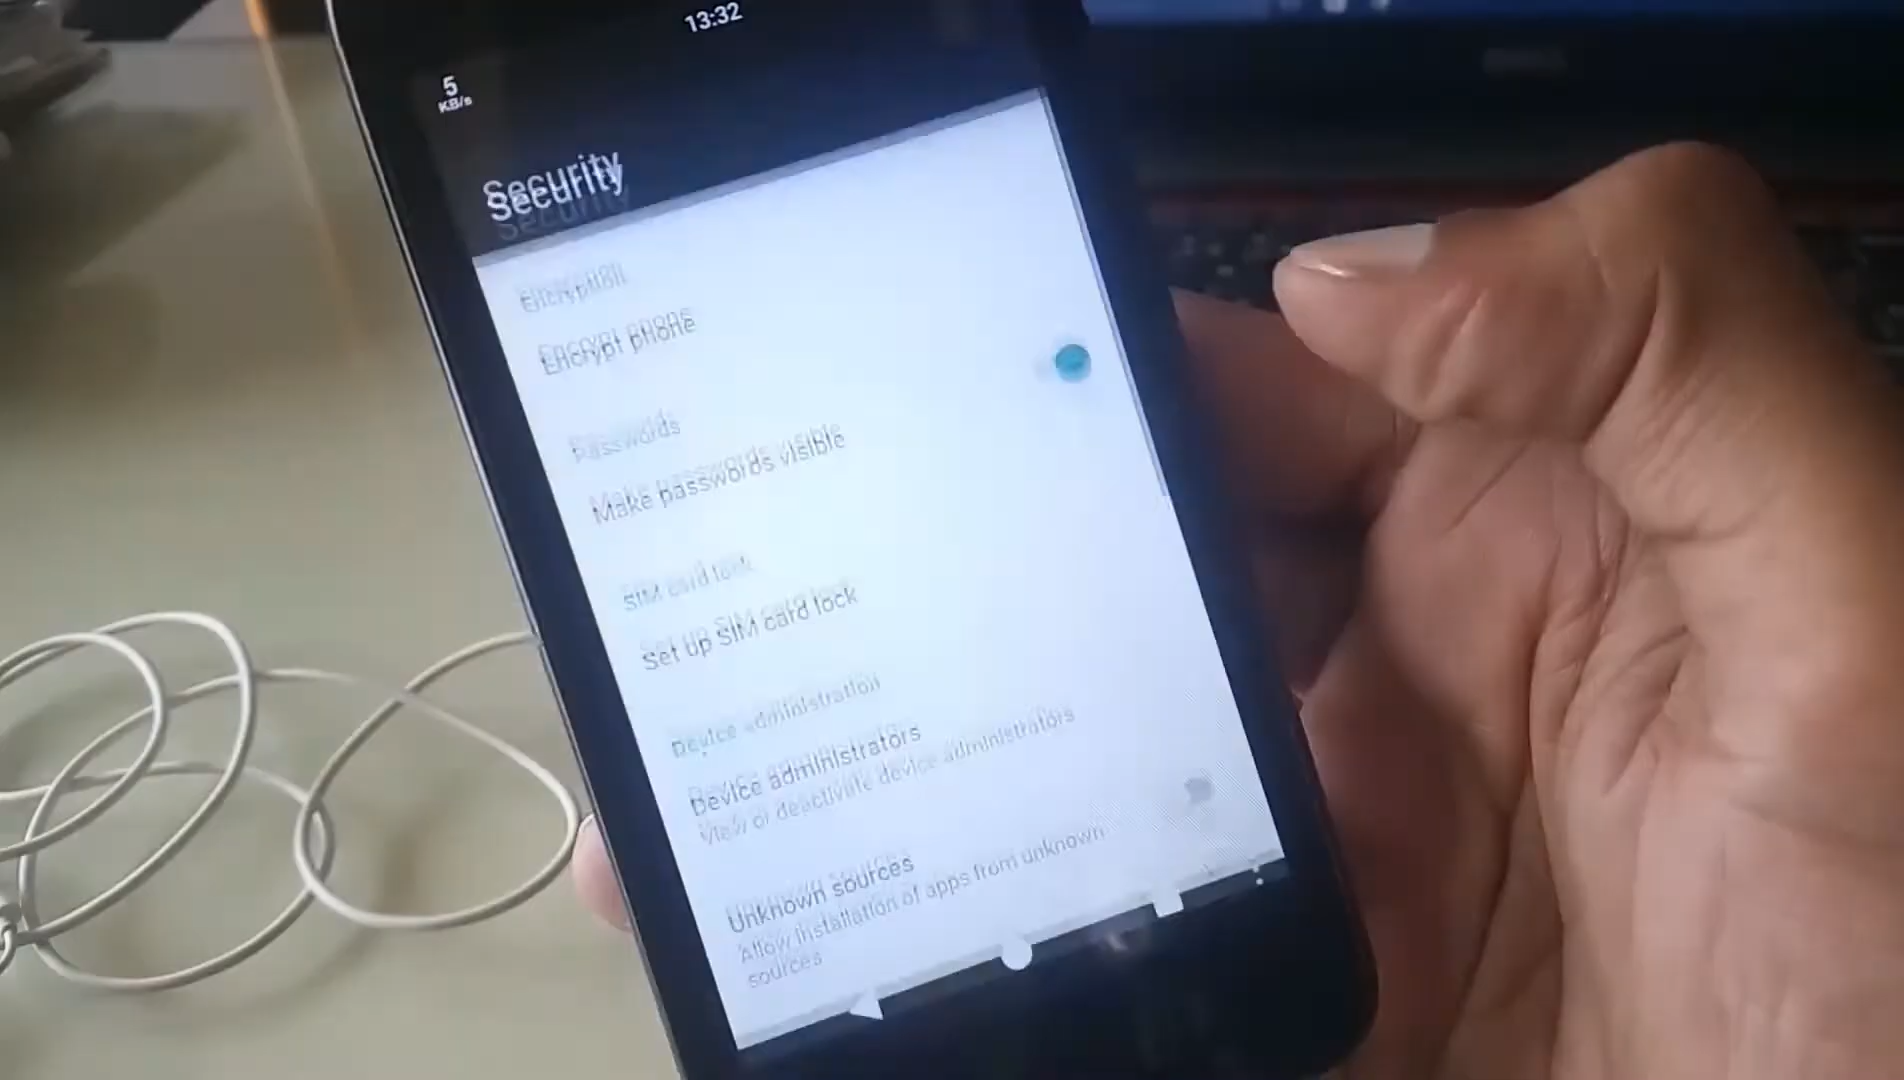 13:32
5
KB/s
Security
Encryption
Encrypt phone
Passwords
Make passwords visible
SIM card lock
Set up SIM card lock
Device administration
Device administrators
View or deactivate device administrators
Unknown sources
Allow installation of apps from unknown
sources